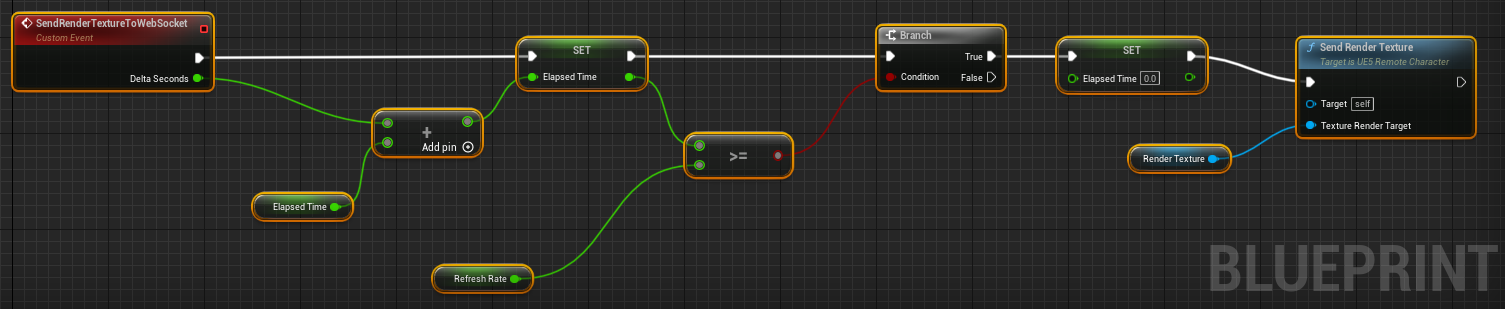 SendRenderTextureToWebSocket
Custom Event
Delta Seconds
+
Add pin
Elapsed Time
SET
Elapsed Time
>=
Refresh Rate
Branch
True
Condition
False
SET
Elapsed Time 0.0
Render Texture
f Send Render Texture
Target is UE5 Remote Character
Target self
Texture Render Target
BLUEPRINT